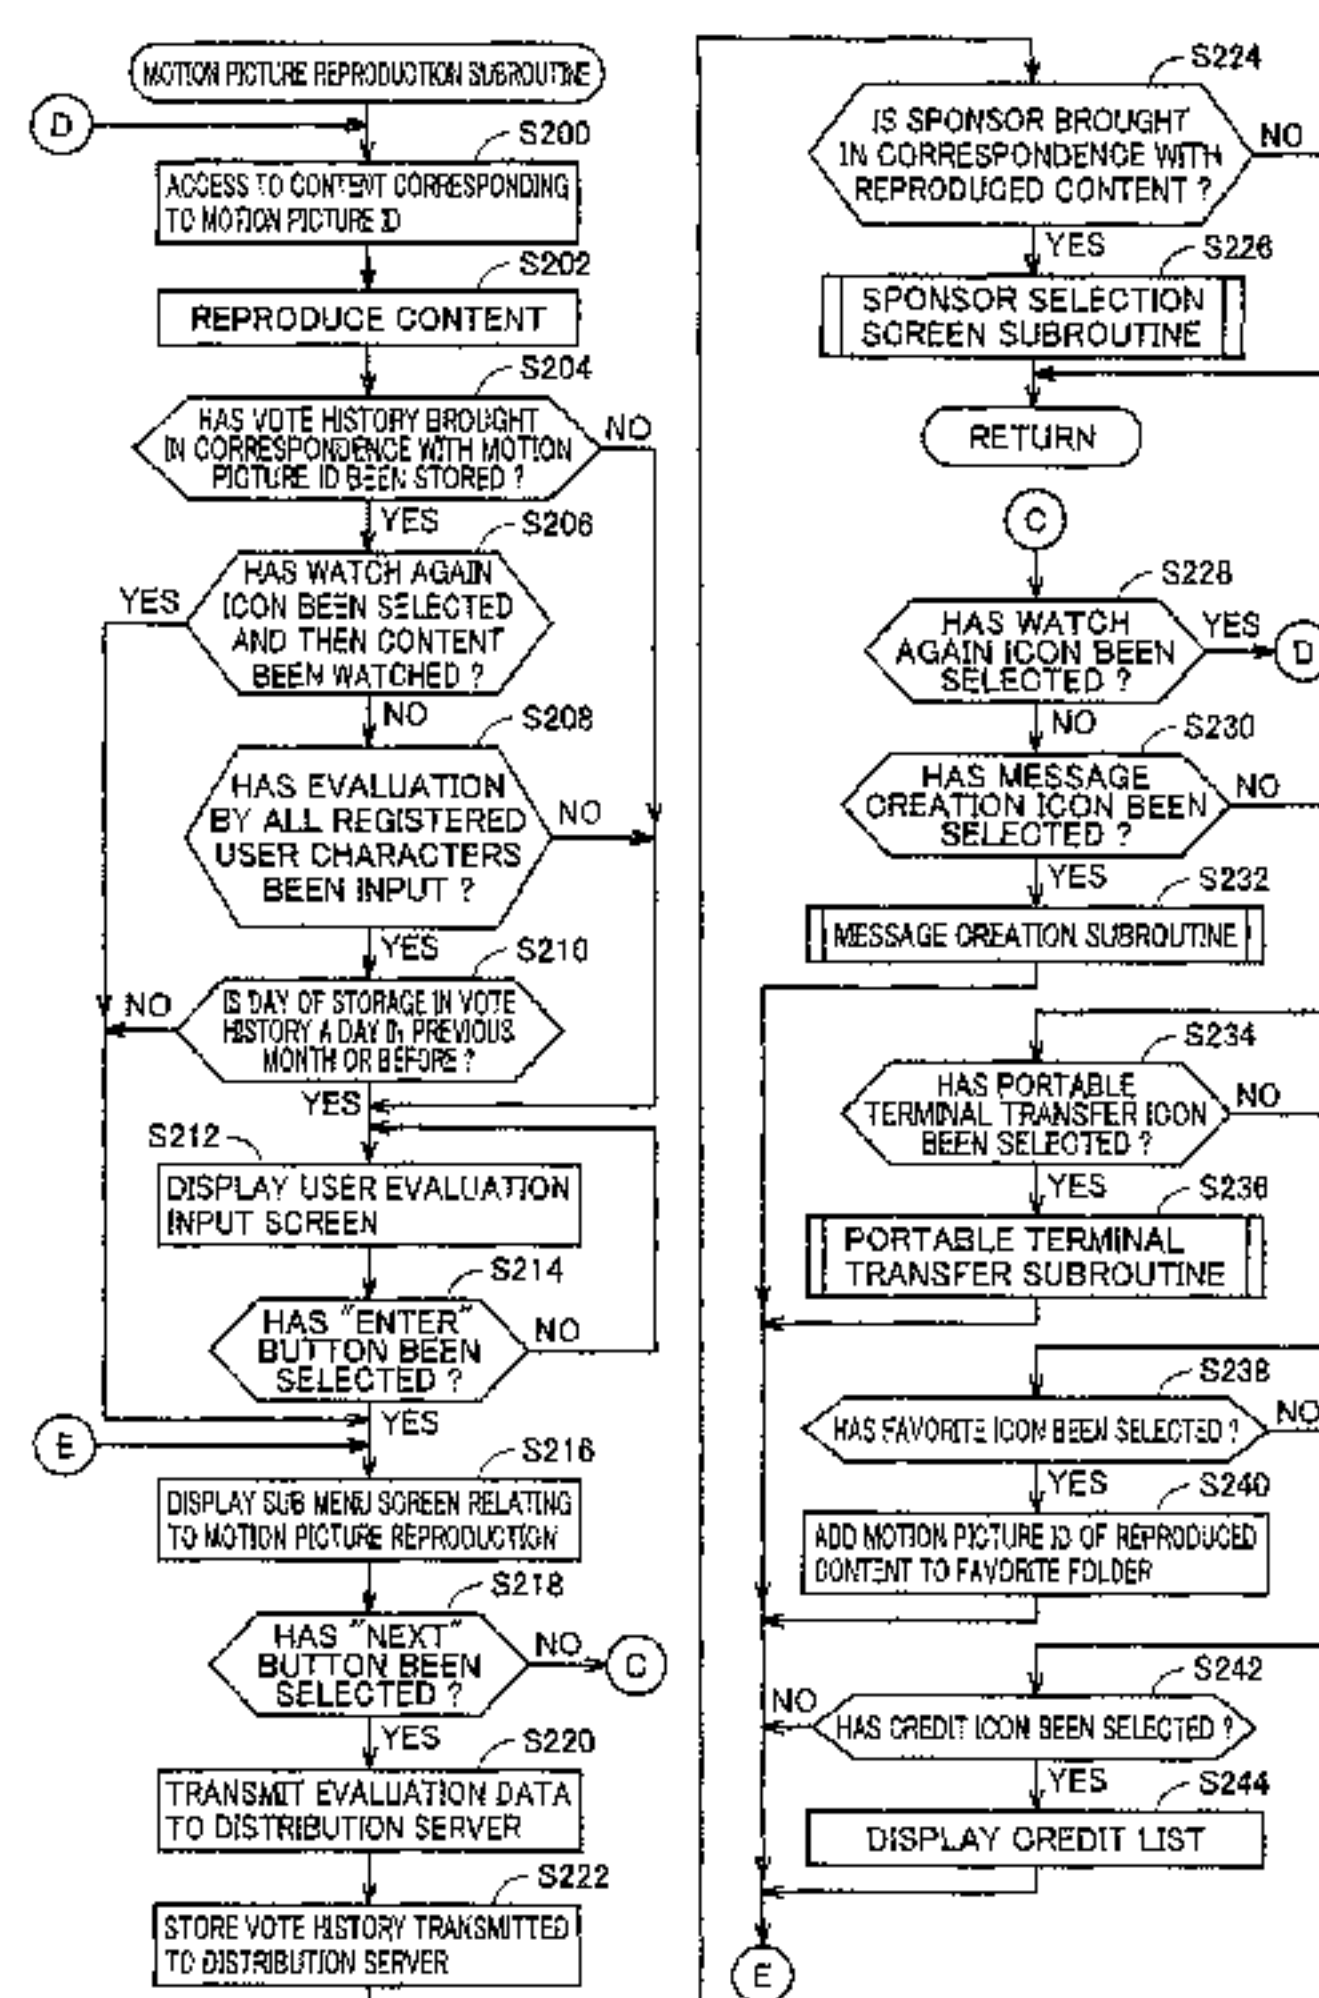 MOTION PICTURE REPRODUCTION SUBROUTINE
D
S200
ACCESS TO CONTENT CORRESPONDING
TO MOTION PICTURE ID
S202
REPRODUCE CONTENT
S204
HAS VOTE HISTORY BROUGHT
IN CORRESPONDENCE WITH MOTION
PICTURE ID BEEN STORED ?
NO
YES
S206
HAS WATCH AGAIN
ICON BEEN SELECTED
AND THEN CONTENT
BEEN WATCHED ?
YES
NO
S208
HAS EVALUATION
BY ALL REGISTERED
USER CHARACTERS
BEEN INPUT ?
NO
YES
S210
IS DAY OF STORAGE IN VOTE
HISTORY A DAY IN PREVIOUS
MONTH OR BEFORE ?
NO
YES
S212
DISPLAY USER EVALUATION
INPUT SCREEN
S214
HAS "ENTER"
BUTTON BEEN
SELECTED ?
NO
YES
E
S216
DISPLAY SUB MENU SCREEN RELATING
TO MOTION PICTURE REPRODUCTION
S218
HAS "NEXT"
BUTTON BEEN
SELECTED ?
NO
C
YES
S220
TRANSMIT EVALUATION DATA
TO DISTRIBUTION SERVER
S222
STORE VOTE HISTORY TRANSMITTED
TO DISTRIBUTION SERVER
S224
IS SPONSOR BROUGHT
IN CORRESPONDENCE WITH
REPRODUCED CONTENT ?
NO
YES
S226
SPONSOR SELECTION
SCREEN SUBROUTINE
RETURN
C
S228
HAS WATCH
AGAIN ICON BEEN
SELECTED ?
YES
D
NO
S230
HAS MESSAGE
CREATION ICON BEEN
SELECTED ?
NO
YES
S232
MESSAGE CREATION SUBROUTINE
S234
HAS PORTABLE
TERMINAL TRANSFER ICON
BEEN SELECTED ?
NO
YES
S236
PORTABLE TERMINAL
TRANSFER SUBROUTINE
S238
HAS FAVORITE ICON BEEN SELECTED ?
NO
YES
S240
ADD MOTION PICTURE ID OF REPRODUCED
CONTENT TO FAVORITE FOLDER
S242
HAS CREDIT ICON BEEN SELECTED ?
NO
YES
S244
DISPLAY CREDIT LIST
E